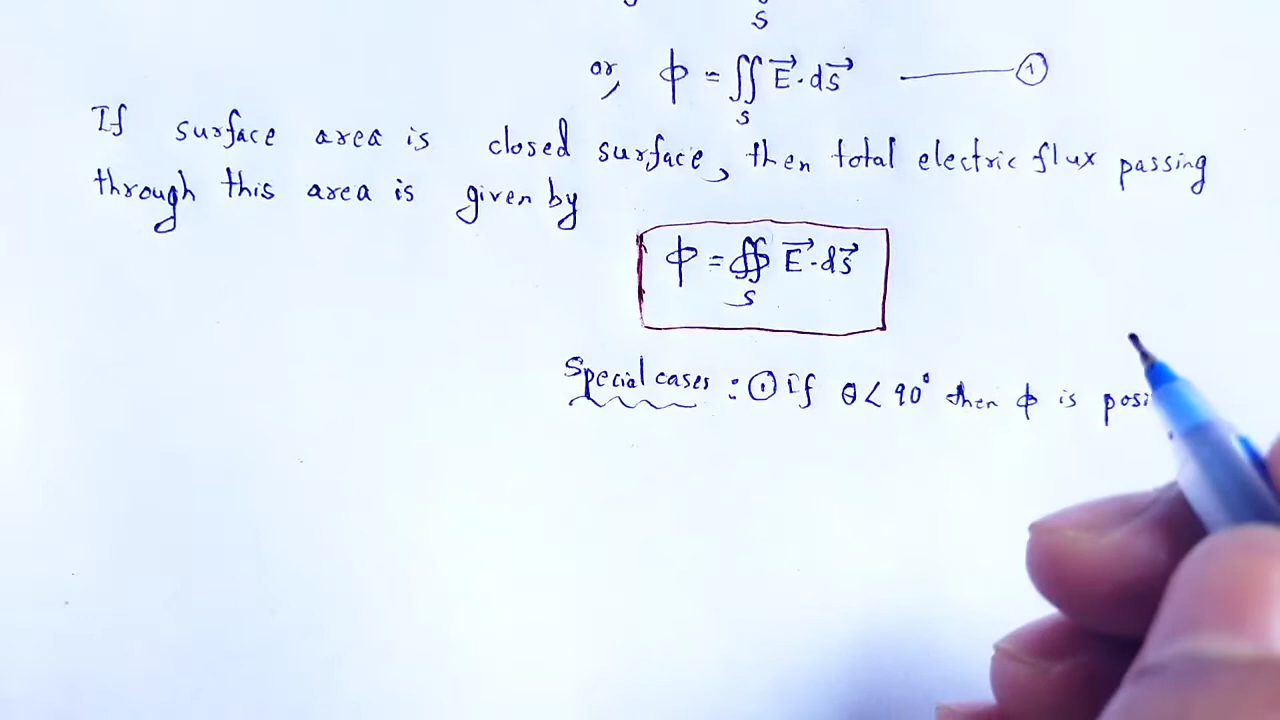 S
or, ϕ = ∬ E⃗·ds⃗ ——— ①
S
If surface area is closed surface, then total electric flux passing
through this area is given by
ϕ = ∯ E⃗·ds⃗
S
Special cases : ① If θ < 90° then ϕ is posi